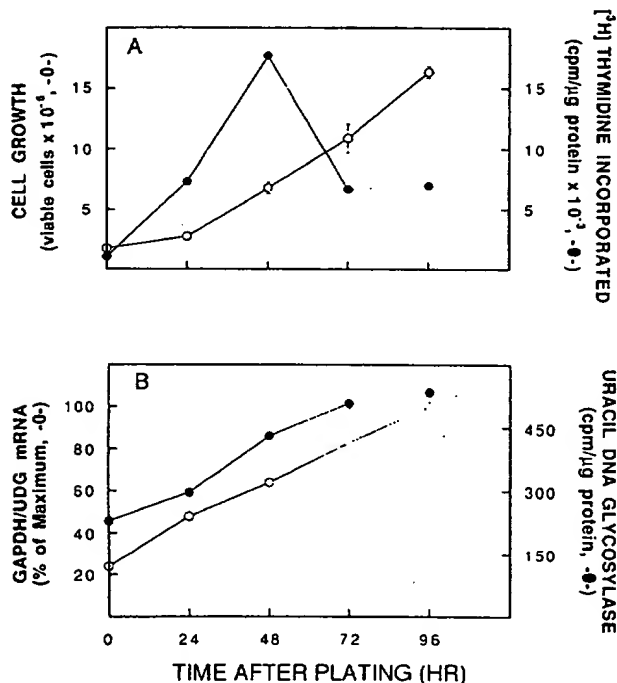 A
CELL GROWTH
(viable cells x 10⁻⁵, -0-)
15
10
5
15
10
5
[³H] THYMIDINE INCORPORATED
(cpm/µg protein x 10⁻³, -●-)
B
GAPDH/UDG mRNA
(% of Maximum, -0-)
100
80
60
40
20
450
300
150
URACIL DNA GLYCOSYLASE
(cpm/µg protein, -●-)
0 24 48 72 96
TIME AFTER PLATING (HR)